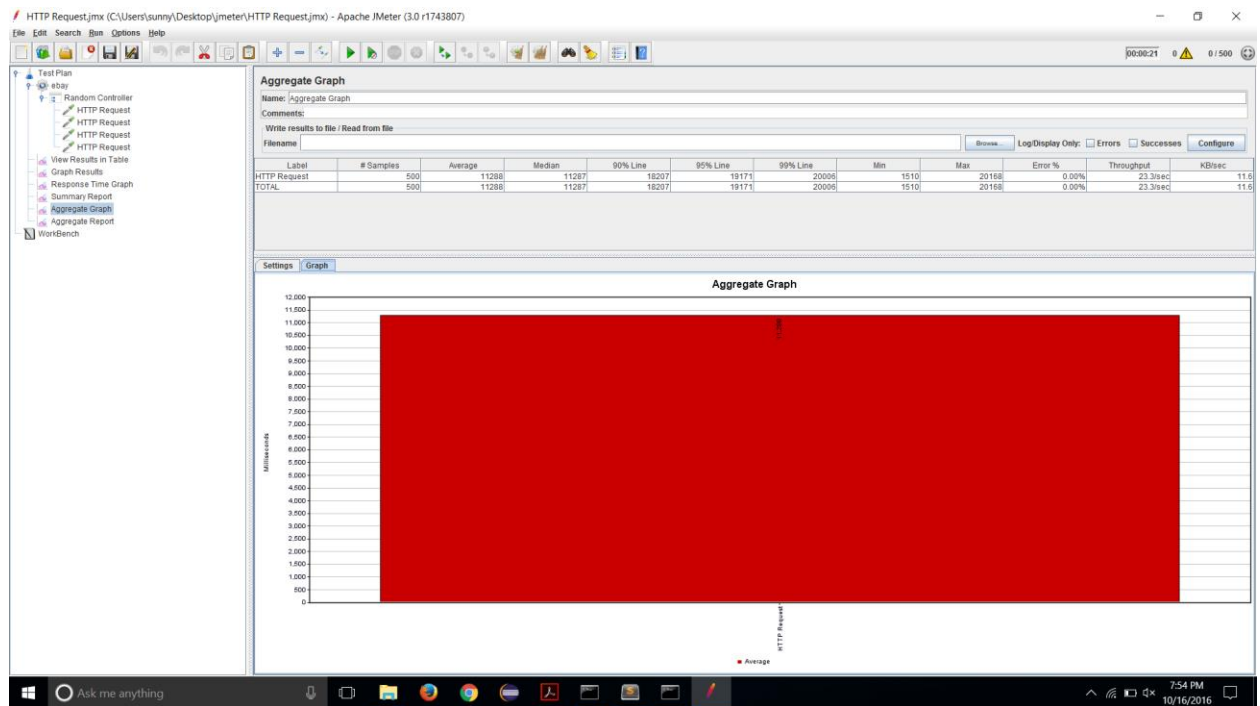 HTTP Request.jmx (C:\Users\sunny\Desktop\jmeter\HTTP Request.jmx) - Apache JMeter (3.0 r1743807)
File Edit Search Run Options Help
00:00:21 0 0 / 500
Test Plan
ebay
Random Controller
HTTP Request
HTTP Request
HTTP Request
HTTP Request
View Results in Table
Graph Results
Response Time Graph
Summary Report
Aggregate Graph
Aggregate Report
WorkBench
Aggregate Graph
Name: Aggregate Graph
Comments:
Write results to file / Read from file
Filename Browse... Log/Display Only: Errors Successes Configure
Label # Samples Average Median 90% Line 95% Line 99% Line Min Max Error % Throughput KB/sec
HTTP Request 500 11288 11287 18207 19171 20006 1510 20168 0.00% 23.3/sec 11.6
TOTAL 500 11288 11287 18207 19171 20006 1510 20168 0.00% 23.3/sec 11.6
Settings Graph
Aggregate Graph
12,000
11,500
11,000
10,500
10,000
9,500
9,000
8,500
8,000
7,500
7,000
6,500
6,000
5,500
5,000
4,500
4,000
3,500
3,000
2,500
2,000
1,500
1,000
500
0
Milliseconds
HTTP Request
Average
Ask me anything
7:54 PM
10/16/2016